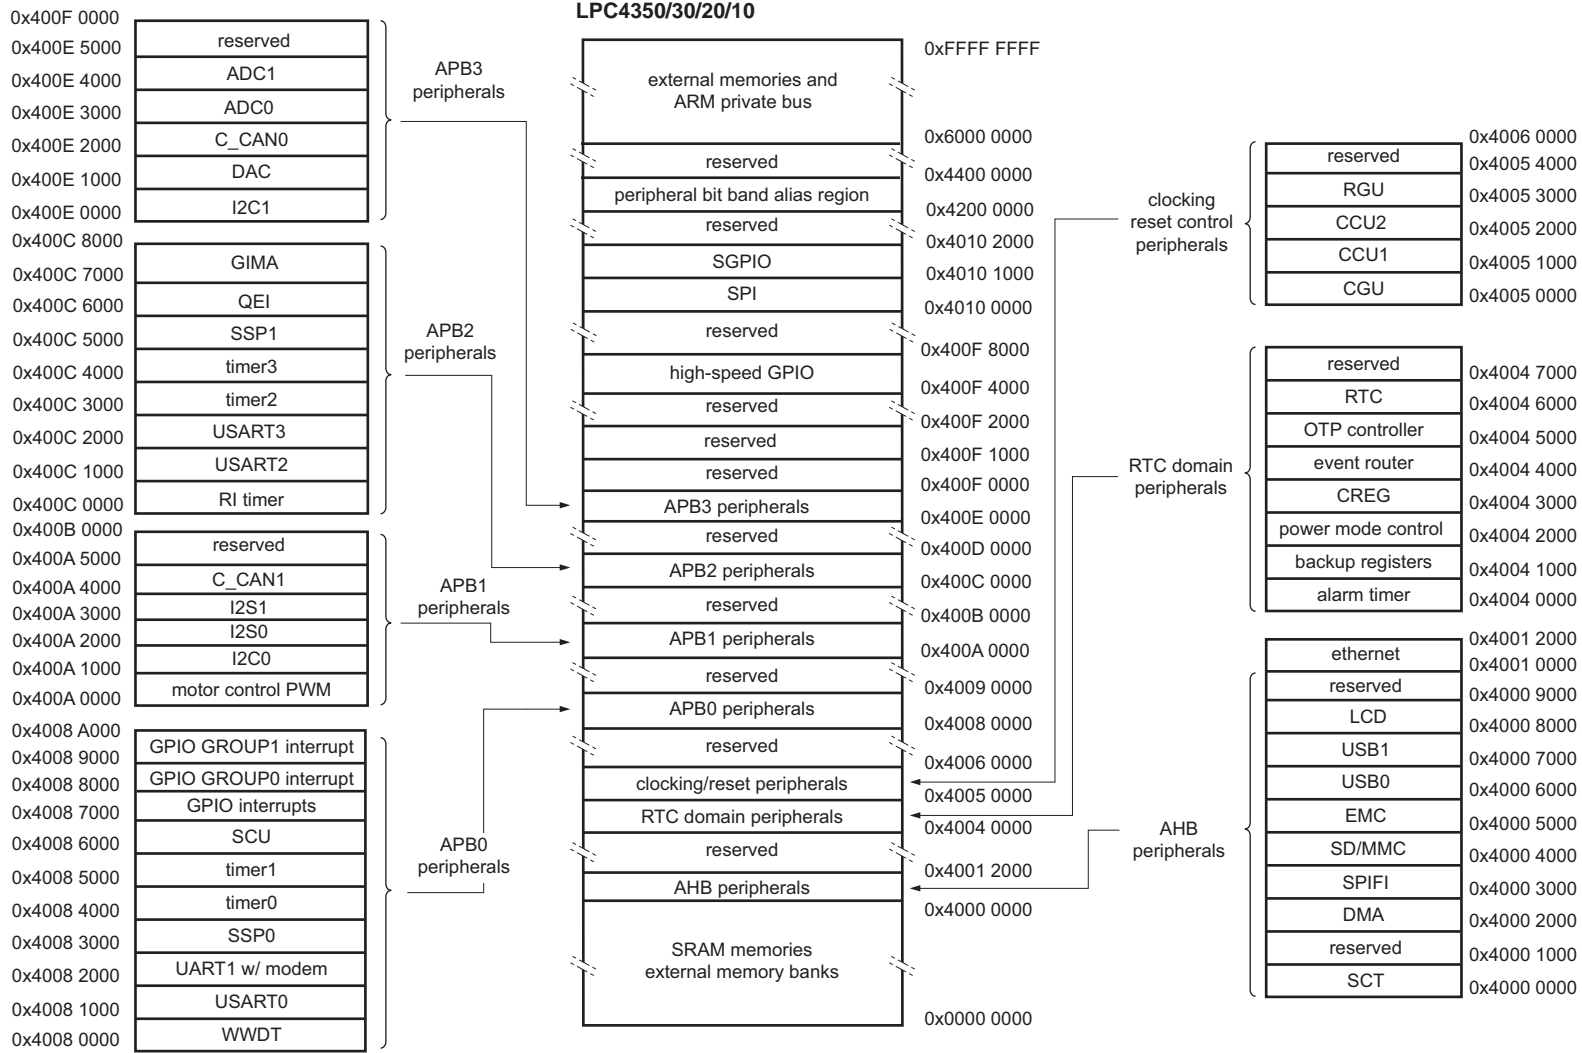 LPC4350/30/20/10
0x400F 0000
reserved
0x400E 5000
ADC1
0x400E 4000
ADC0
0x400E 3000
C_CAN0
0x400E 2000
DAC
0x400E 1000
I2C1
0x400E 0000
APB3
peripherals
0x400C 8000
GIMA
0x400C 7000
QEI
0x400C 6000
SSP1
0x400C 5000
timer3
0x400C 4000
timer2
0x400C 3000
USART3
0x400C 2000
USART2
0x400C 1000
RI timer
0x400C 0000
APB2
peripherals
0x400B 0000
reserved
0x400A 5000
C_CAN1
0x400A 4000
I2S1
0x400A 3000
I2S0
0x400A 2000
I2C0
0x400A 1000
motor control PWM
0x400A 0000
APB1
peripherals
0x4008 A000
GPIO GROUP1 interrupt
0x4008 9000
GPIO GROUP0 interrupt
0x4008 8000
GPIO interrupts
0x4008 7000
SCU
0x4008 6000
timer1
0x4008 5000
timer0
0x4008 4000
SSP0
0x4008 3000
UART1 w/ modem
0x4008 2000
USART0
0x4008 1000
WWDT
0x4008 0000
APB0
peripherals
0xFFFF FFFF
external memories and
ARM private bus
0x6000 0000
reserved
0x4400 0000
peripheral bit band alias region
0x4200 0000
reserved
0x4010 2000
SGPIO
0x4010 1000
SPI
0x4010 0000
reserved
0x400F 8000
high-speed GPIO
0x400F 4000
reserved
0x400F 2000
reserved
0x400F 1000
reserved
0x400F 0000
APB3 peripherals
0x400E 0000
reserved
0x400D 0000
APB2 peripherals
0x400C 0000
reserved
0x400B 0000
APB1 peripherals
0x400A 0000
reserved
0x4009 0000
APB0 peripherals
0x4008 0000
reserved
0x4006 0000
clocking/reset peripherals
0x4005 0000
RTC domain peripherals
0x4004 0000
reserved
0x4001 2000
AHB peripherals
0x4000 0000
SRAM memories
external memory banks
0x0000 0000
clocking
reset control
peripherals
0x4006 0000
reserved
0x4005 4000
RGU
0x4005 3000
CCU2
0x4005 2000
CCU1
0x4005 1000
CGU
0x4005 0000
RTC domain
peripherals
reserved
0x4004 7000
RTC
0x4004 6000
OTP controller
0x4004 5000
event router
0x4004 4000
CREG
0x4004 3000
power mode control
0x4004 2000
backup registers
0x4004 1000
alarm timer
0x4004 0000
AHB
peripherals
0x4001 2000
ethernet
0x4001 0000
reserved
0x4000 9000
LCD
0x4000 8000
USB1
0x4000 7000
USB0
0x4000 6000
EMC
0x4000 5000
SD/MMC
0x4000 4000
SPIFI
0x4000 3000
DMA
0x4000 2000
reserved
0x4000 1000
SCT
0x4000 0000